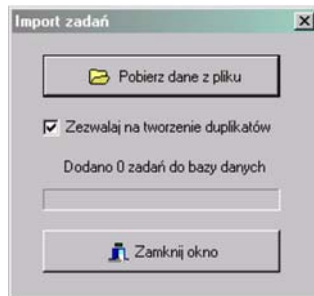 Import zadań
Pobierz dane z pliku
Zezwalaj na tworzenie duplikatów
Dodano 0 zadań do bazy danych
Zamknij okno